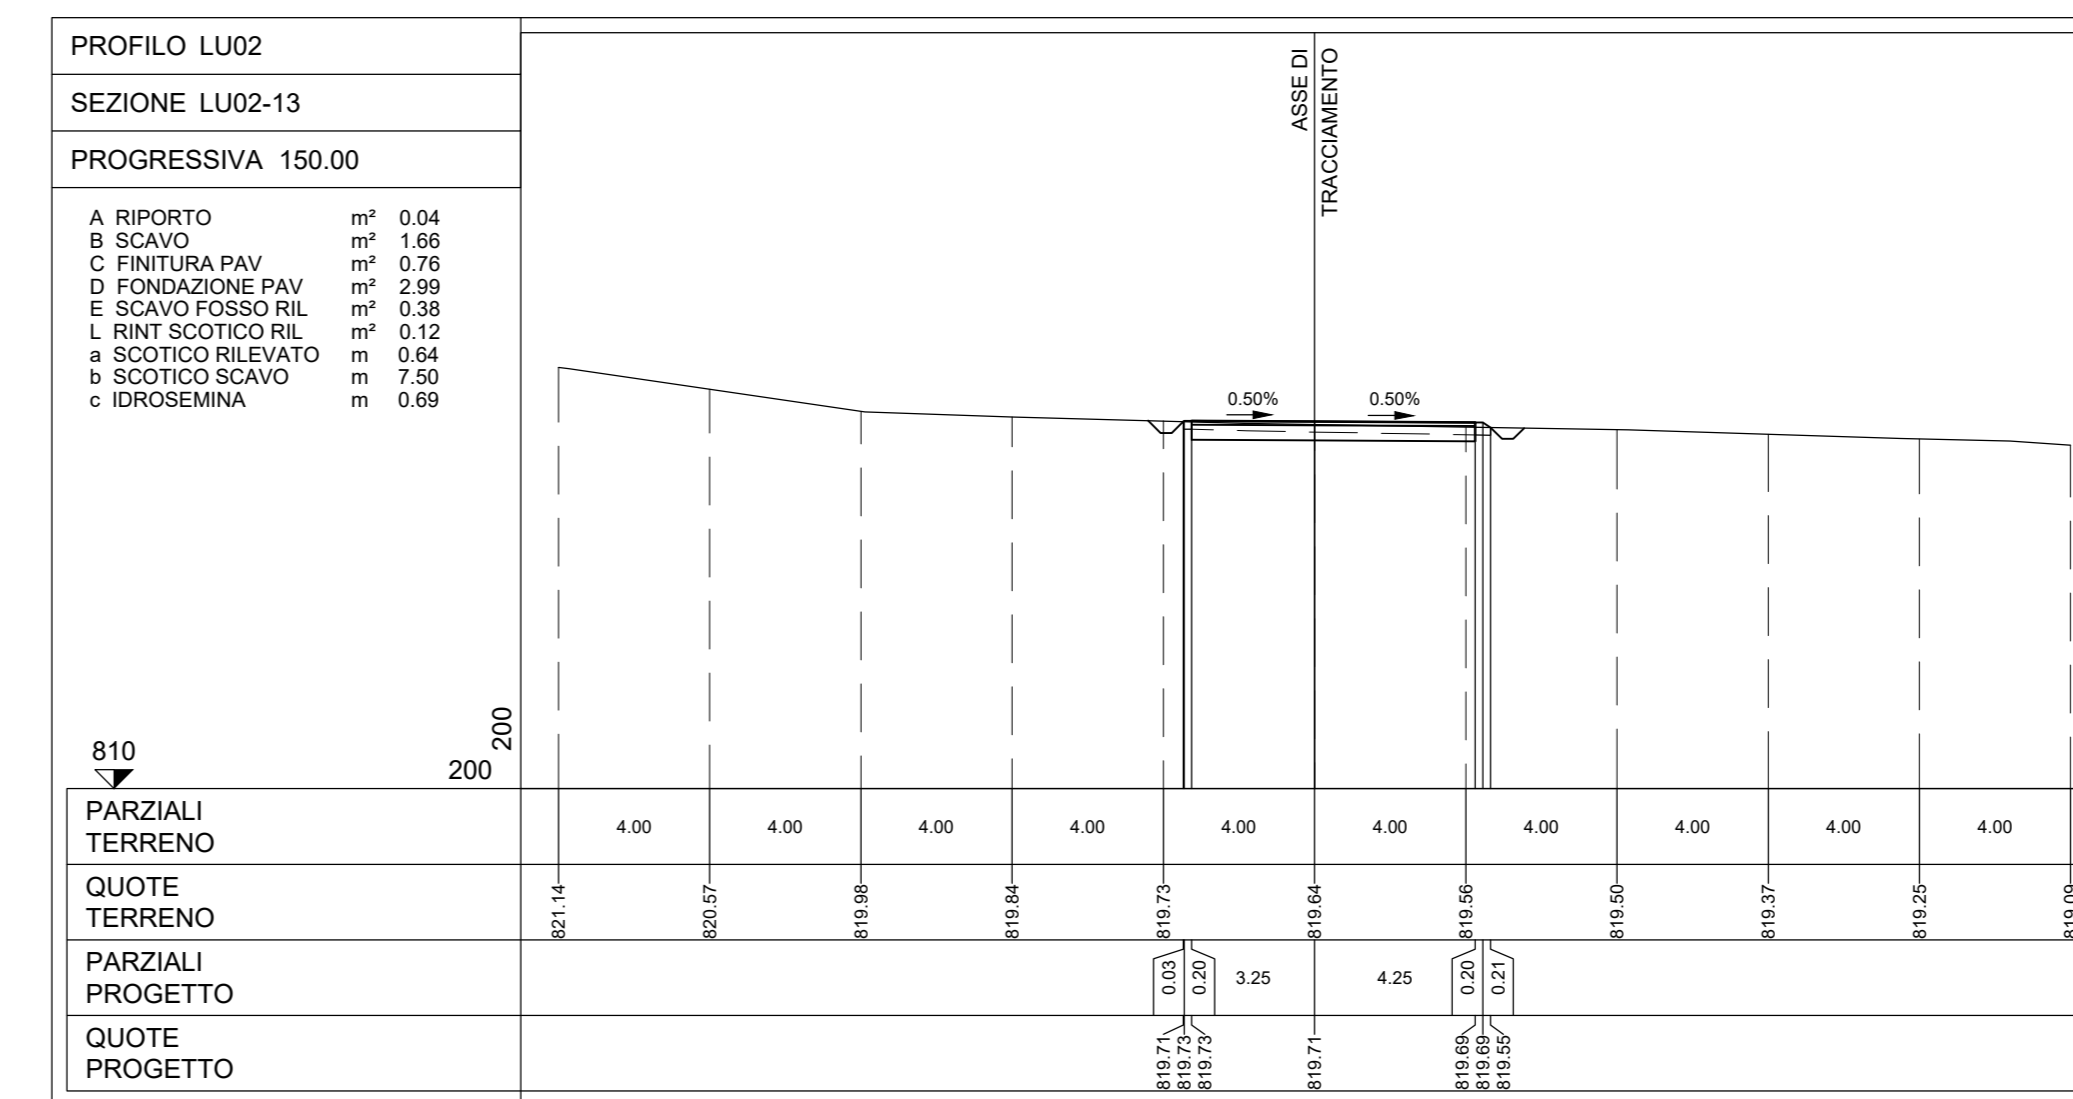 PROFILO LU02
SEZIONE LU02-13
PROGRESSIVA 150.00
A RIPORTO m² 0.04
B SCAVO m² 1.66
C FINITURA PAV m² 0.76
D FONDAZIONE PAV m² 2.99
E SCAVO FOSSO RIL m² 0.38
L RINT SCOTICO RIL m² 0.12
a SCOTICO RILEVATO m 0.64
b SCOTICO SCAVO m 7.50
c IDROSEMINA m 0.69
ASSE DI
TRACCIAMENTO
0.50% 0.50%
810
200
200
PARZIALI
TERRENO
4.00 4.00 4.00 4.00 4.00 4.00 4.00 4.00 4.00 4.00
QUOTE
TERRENO
821.14 820.57 819.98 819.84 819.73 819.64 819.56 819.50 819.37 819.25 819.09
PARZIALI
PROGETTO
0.03 0.20 3.25 4.25 0.20 0.21
QUOTE
PROGETTO
819.71 819.73 819.73 819.71 819.69 819.69 819.55